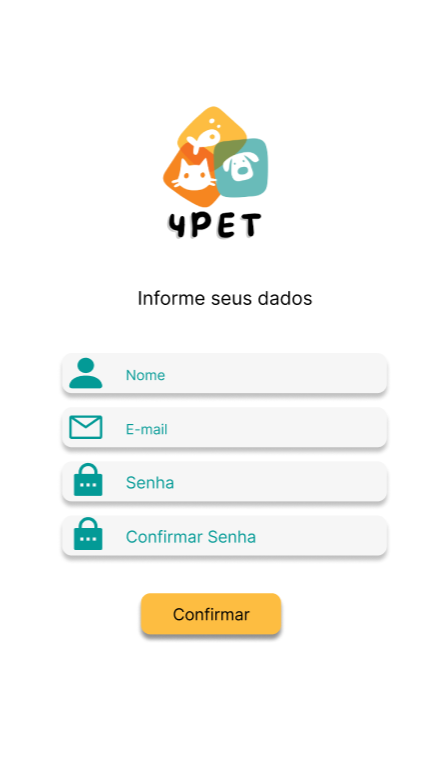 4PET
Informe seus dados
Nome
E-mail
Senha
Confirmar Senha
Confirmar